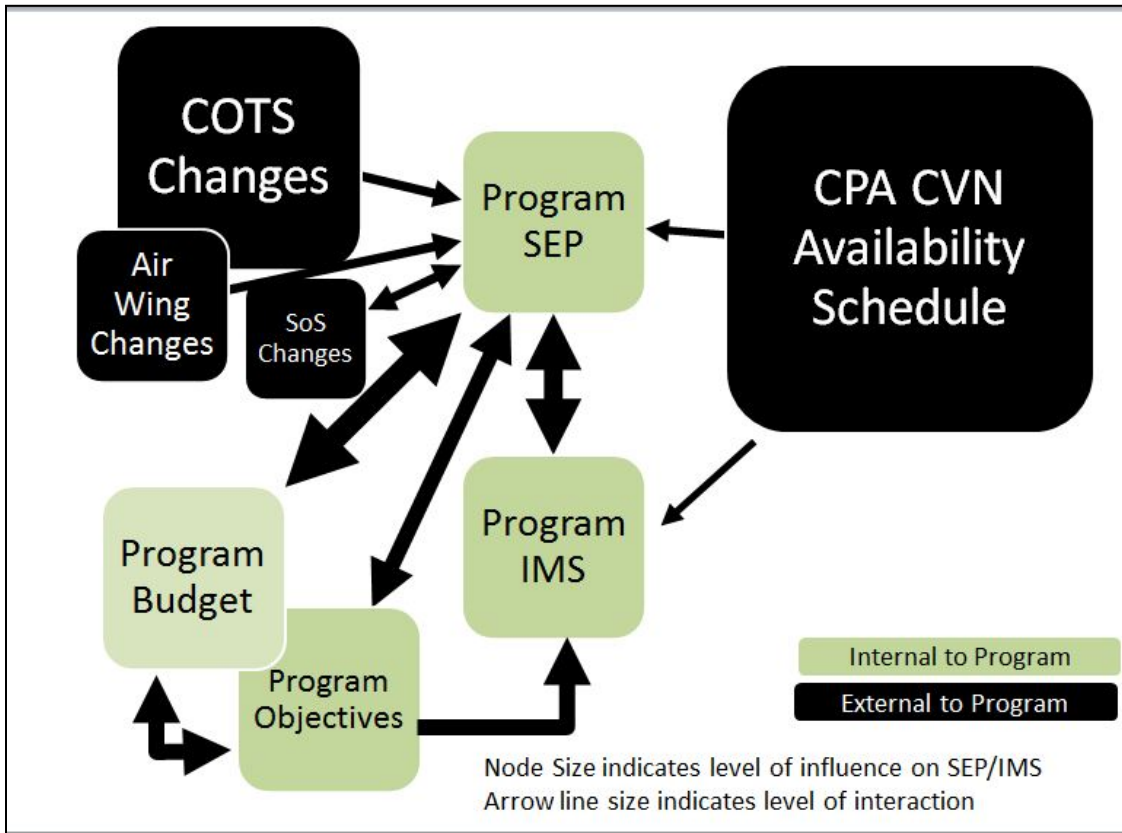 COTS
Changes
Program
SEP
CPA CVN
Availability
Schedule
Air
Wing
Changes
SoS
Changes
Program
Budget
Program
IMS
Program
Objectives
Internal to Program
External to Program
Node Size indicates level of influence on SEP/IMS
Arrow line size indicates level of interaction